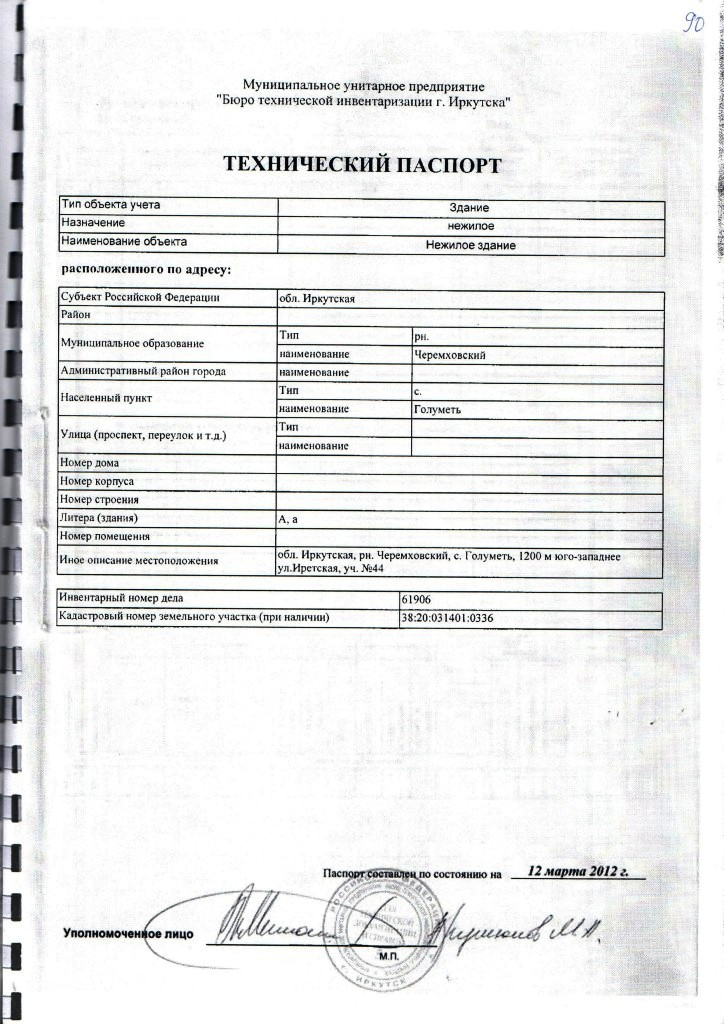 90
Муниципальное унитарное предприятие
"Бюро технической инвентаризации г. Иркутска"
ТЕХНИЧЕСКИЙ ПАСПОРТ
Тип объекта учета Здание
Назначение нежилое
Наименование объекта Нежилое здание
расположенного по адресу:
Субъект Российской Федерации обл. Иркутская
Район
Муниципальное образование Тип рн.
наименование Черемховский
Административный район города наименование
Населенный пункт Тип с.
наименование Голуметь
Улица (проспект, переулок и т.д.) Тип
наименование
Номер дома
Номер корпуса
Номер строения
Литера (здания) А, а
Номер помещения
Иное описание местоположения обл. Иркутская, рн. Черемховский, с. Голуметь, 1200 м юго-западнее
ул.Иретская, уч. №44
Инвентарный номер дела 61906
Кадастровый номер земельного участка (при наличии) 38:20:031401:0336
Паспорт составлен по состоянию на 12 марта 2012 г.
Уполномоченное лицо
М.П.
г. ИРКУТСК